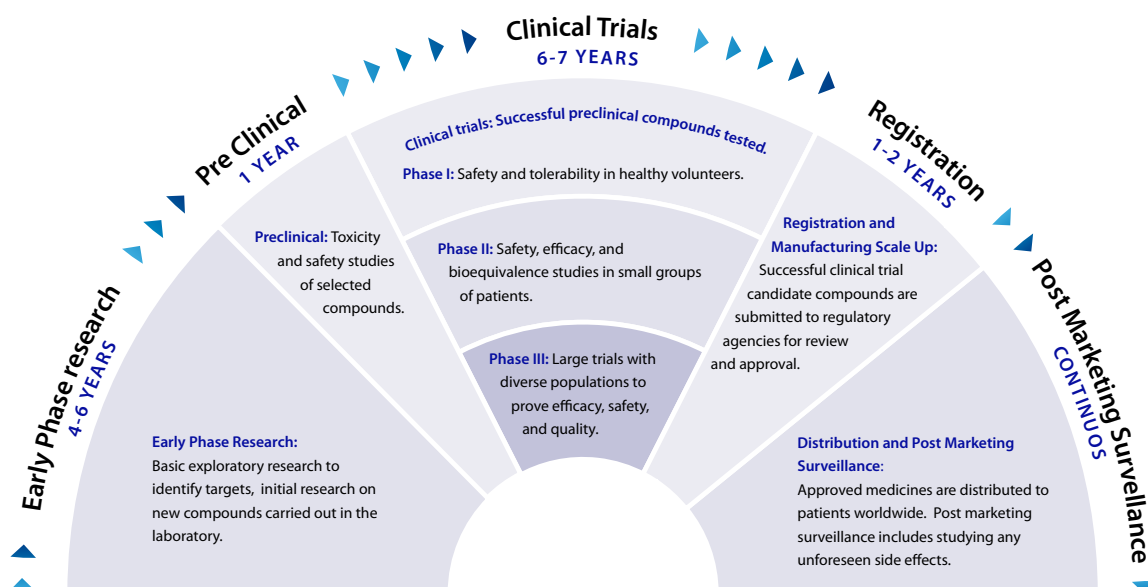 Early Phase research
4-6 YEARS
Early Phase Research:
Basic exploratory research to
identify targets, initial research on
new compounds carried out in the
laboratory.
Pre Clinical
1 YEAR
Preclinical: Toxicity
and safety studies
of selected
compounds.
Clinical Trials
6-7 YEARS
Clinical trials: Successful preclinical compounds tested.
Phase I: Safety and tolerability in healthy volunteers.
Phase II: Safety, efficacy, and
bioequivalence studies in small groups
of patients.
Phase III: Large trials with
diverse populations to
prove efficacy, safety,
and quality.
Registration
1-2 YEARS
Registration and
Manufacturing Scale Up:
Successful clinical trial
candidate compounds are
submitted to regulatory
agencies for review
and approval.
Post Marketing Survellance
CONTINUOS
Distribution and Post Marketing
Surveillance:
Approved medicines are distributed to
patients worldwide. Post marketing
surveillance includes studying any
unforeseen side effects.